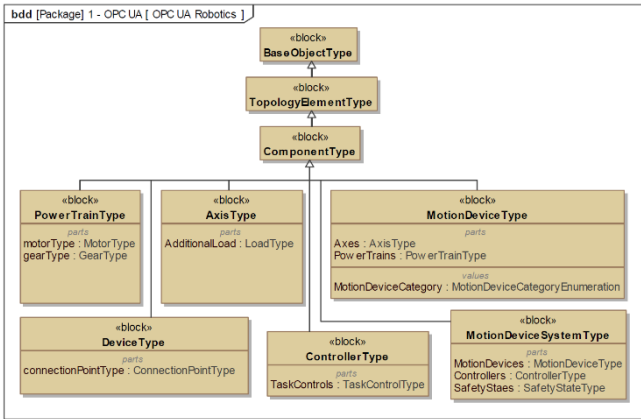 bdd [Package] 1 - OPC UA [ OPC UA Robotics ]
«block»
BaseObjectType
«block»
TopologyElementType
«block»
ComponentType
«block»
PowerTrainType
parts
motorType : MotorType
gearType : GearType
«block»
AxisType
parts
AdditionalLoad : LoadType
«block»
MotionDeviceType
parts
Axes : AxisType
PowerTrains : PowerTrainType
values
MotionDeviceCategory : MotionDeviceCategoryEnumeration
«block»
DeviceType
parts
connectionPointType : ConnectionPointType
«block»
ControllerType
parts
TaskControls : TaskControlType
«block»
MotionDeviceSystemType
parts
MotionDevices : MotionDeviceType
Controllers : ControllerType
SafetyStaes : SafetyStateType